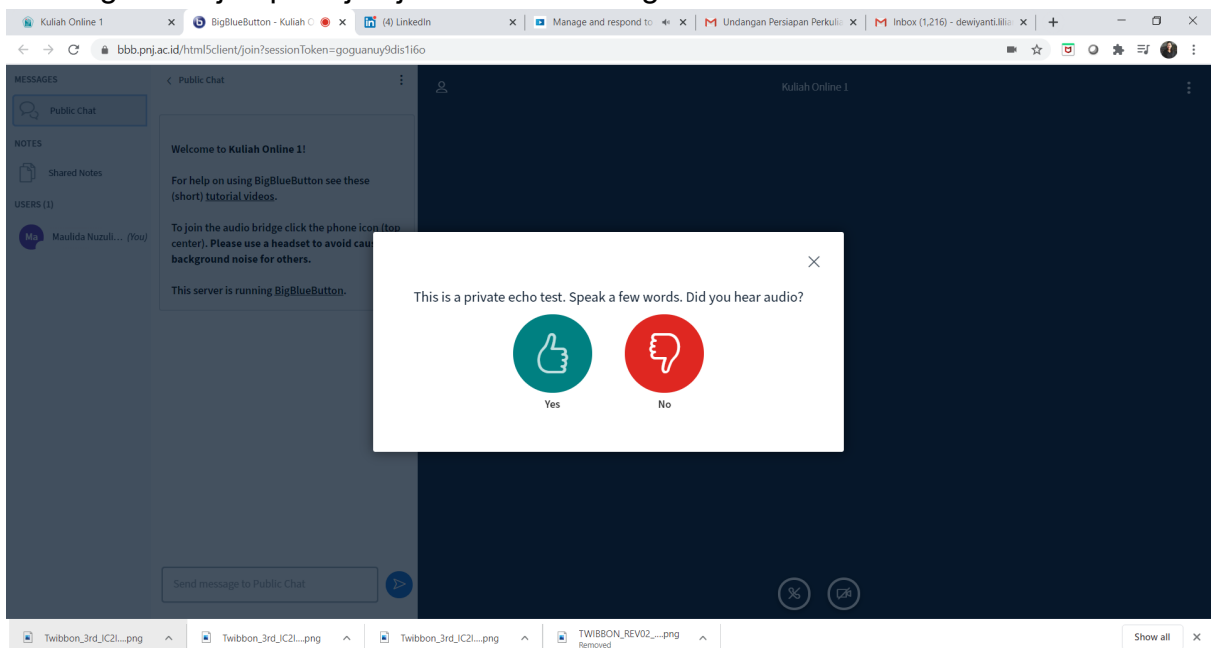 Kuliah Online 1
BigBlueButton - Kuliah O
(4) LinkedIn
Manage and respond to
Undangan Persiapan Perkulia
Inbox (1,216) - dewiyanti.lilia
bbb.pnj.ac.id/html5client/join?sessionToken=goguanuy9dis1i6o
MESSAGES
Public Chat
NOTES
Shared Notes
USERS (1)
Ma
Maulida Nuzuli... (You)
Public Chat
Welcome to Kuliah Online 1!
For help on using BigBlueButton see these
(short) tutorial videos.
To join the audio bridge click the phone icon (top
center). Please use a headset to avoid cau
background noise for others.
This server is running BigBlueButton.
Send message to Public Chat
Kuliah Online 1
This is a private echo test. Speak a few words. Did you hear audio?
Yes
No
Twibbon_3rd_IC2I....png
Twibbon_3rd_IC2I....png
Twibbon_3rd_IC2I....png
TWIBBON_REV02_....png
Removed
Show all